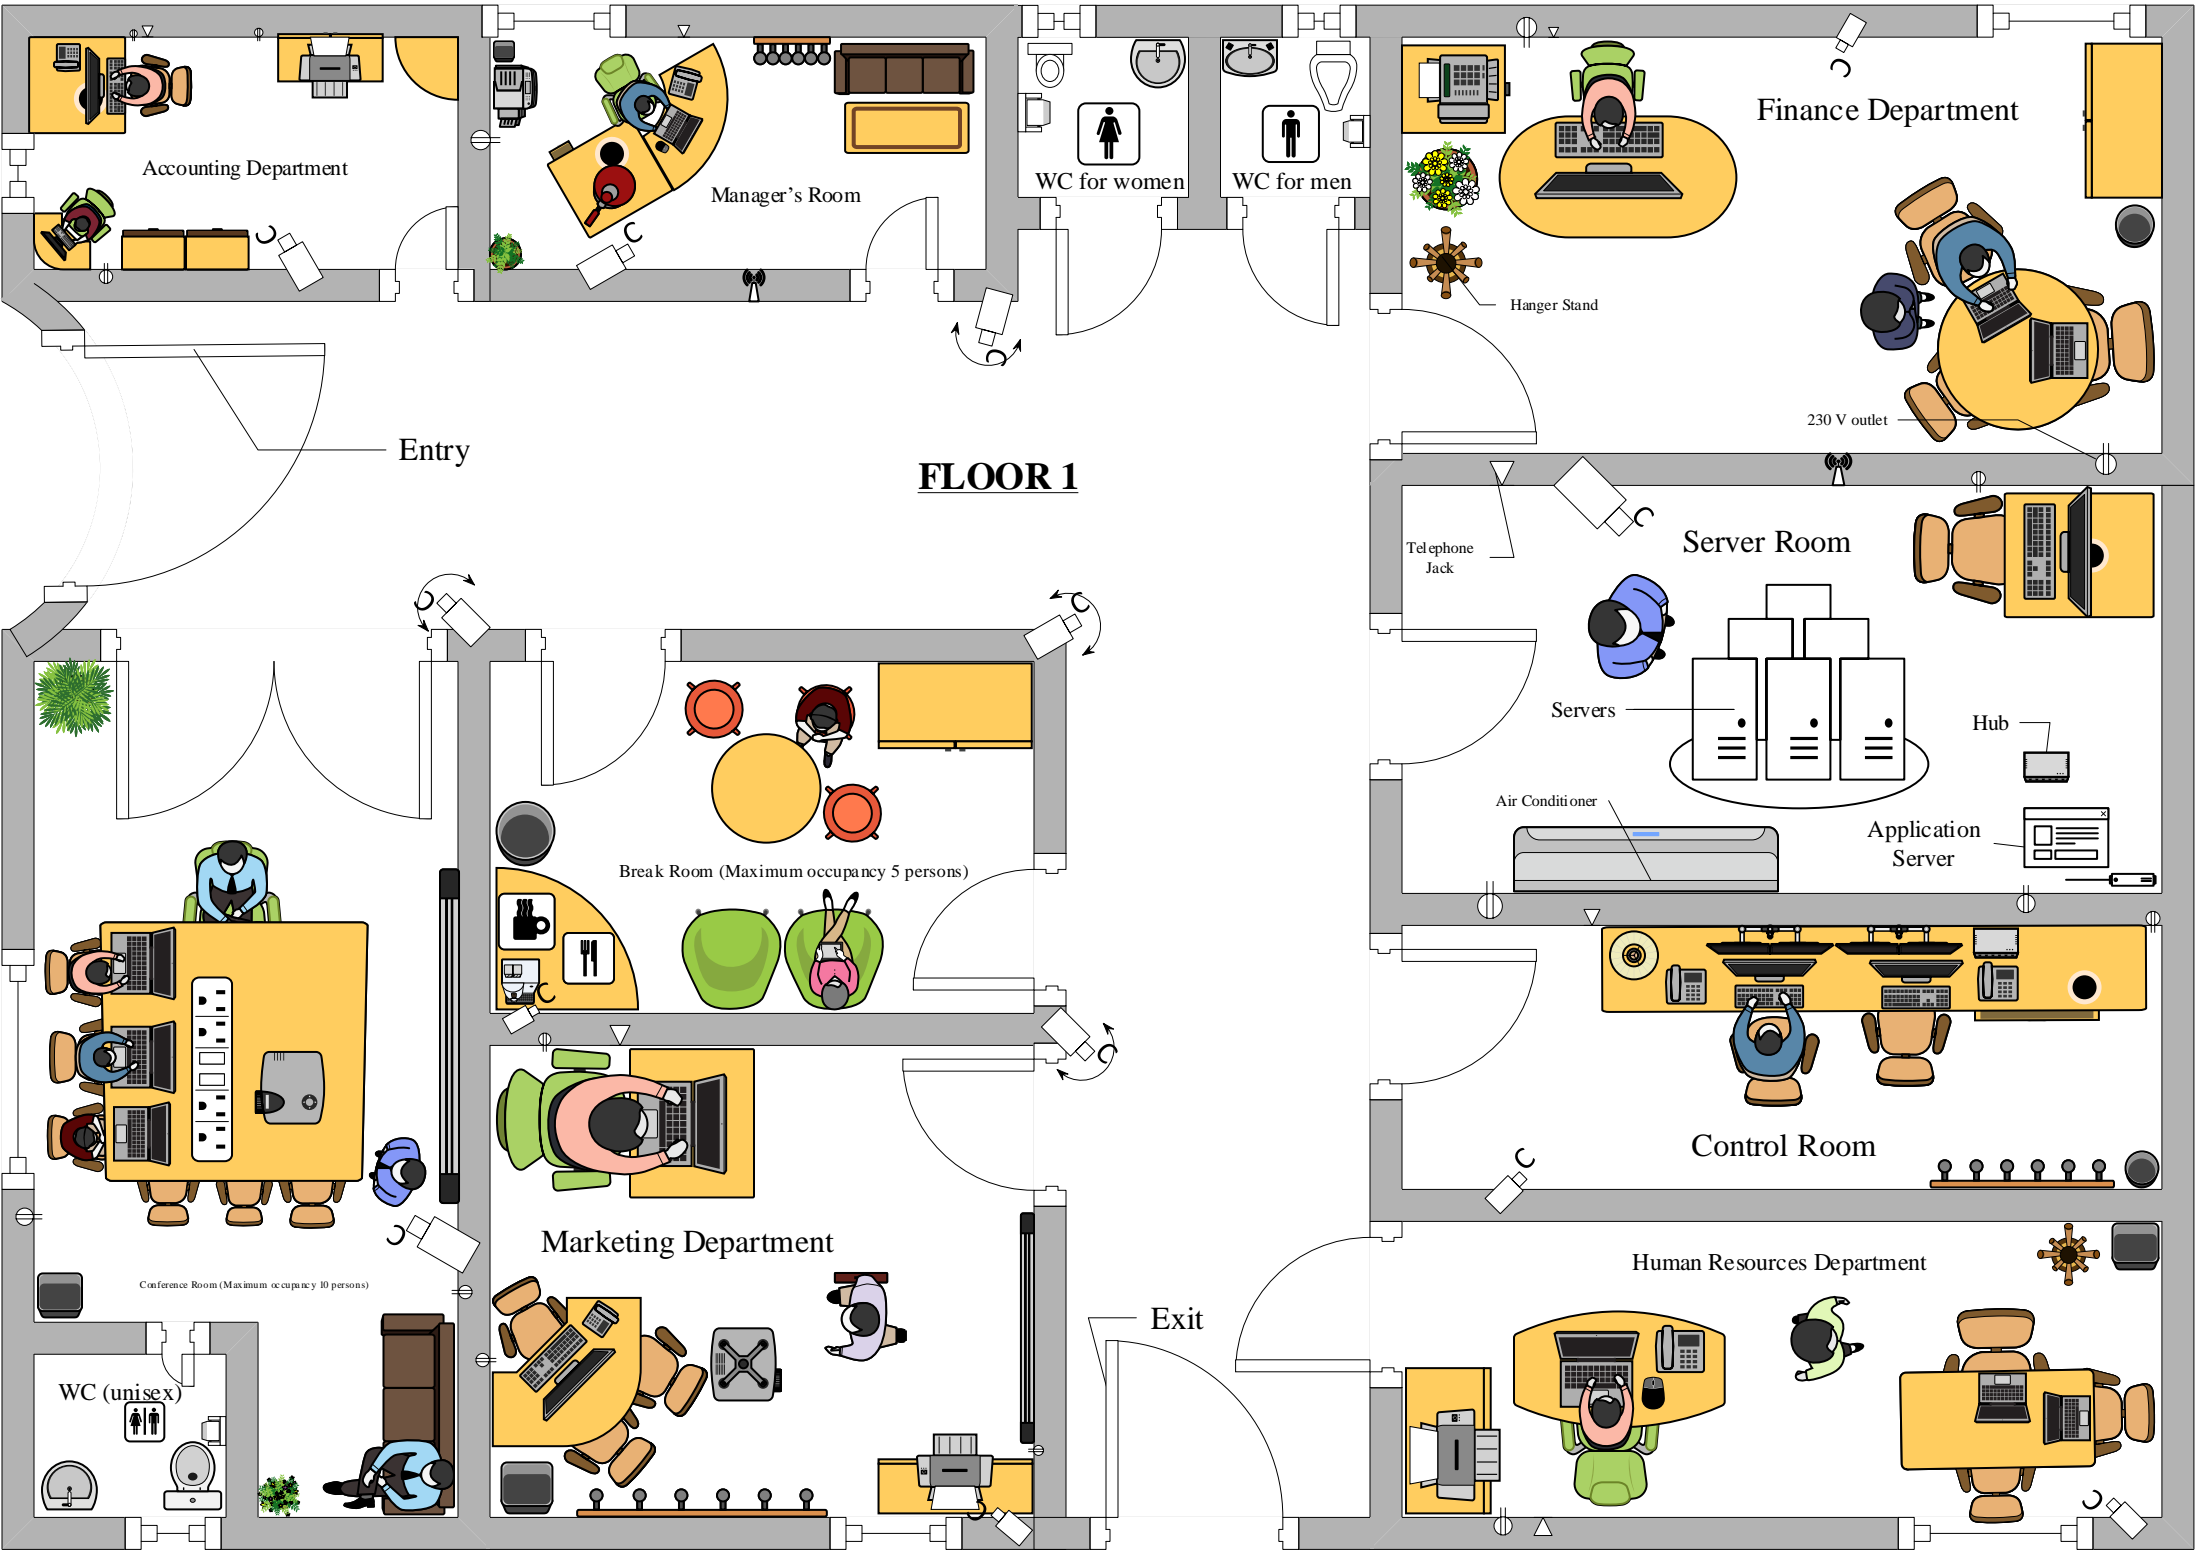 Accounting Department
Manager's Room
WC for women
WC for men
Finance Department
Hanger Stand
230 V outlet
Entry
FLOOR 1
Telephone
Jack
Server Room
Servers
Hub
Air Conditioner
Application
Server
Break Room (Maximum occupancy 5 persons)
Control Room
Marketing Department
Conference Room (Maximum occupancy 10 persons)
Human Resources Department
Exit
WC (unisex)